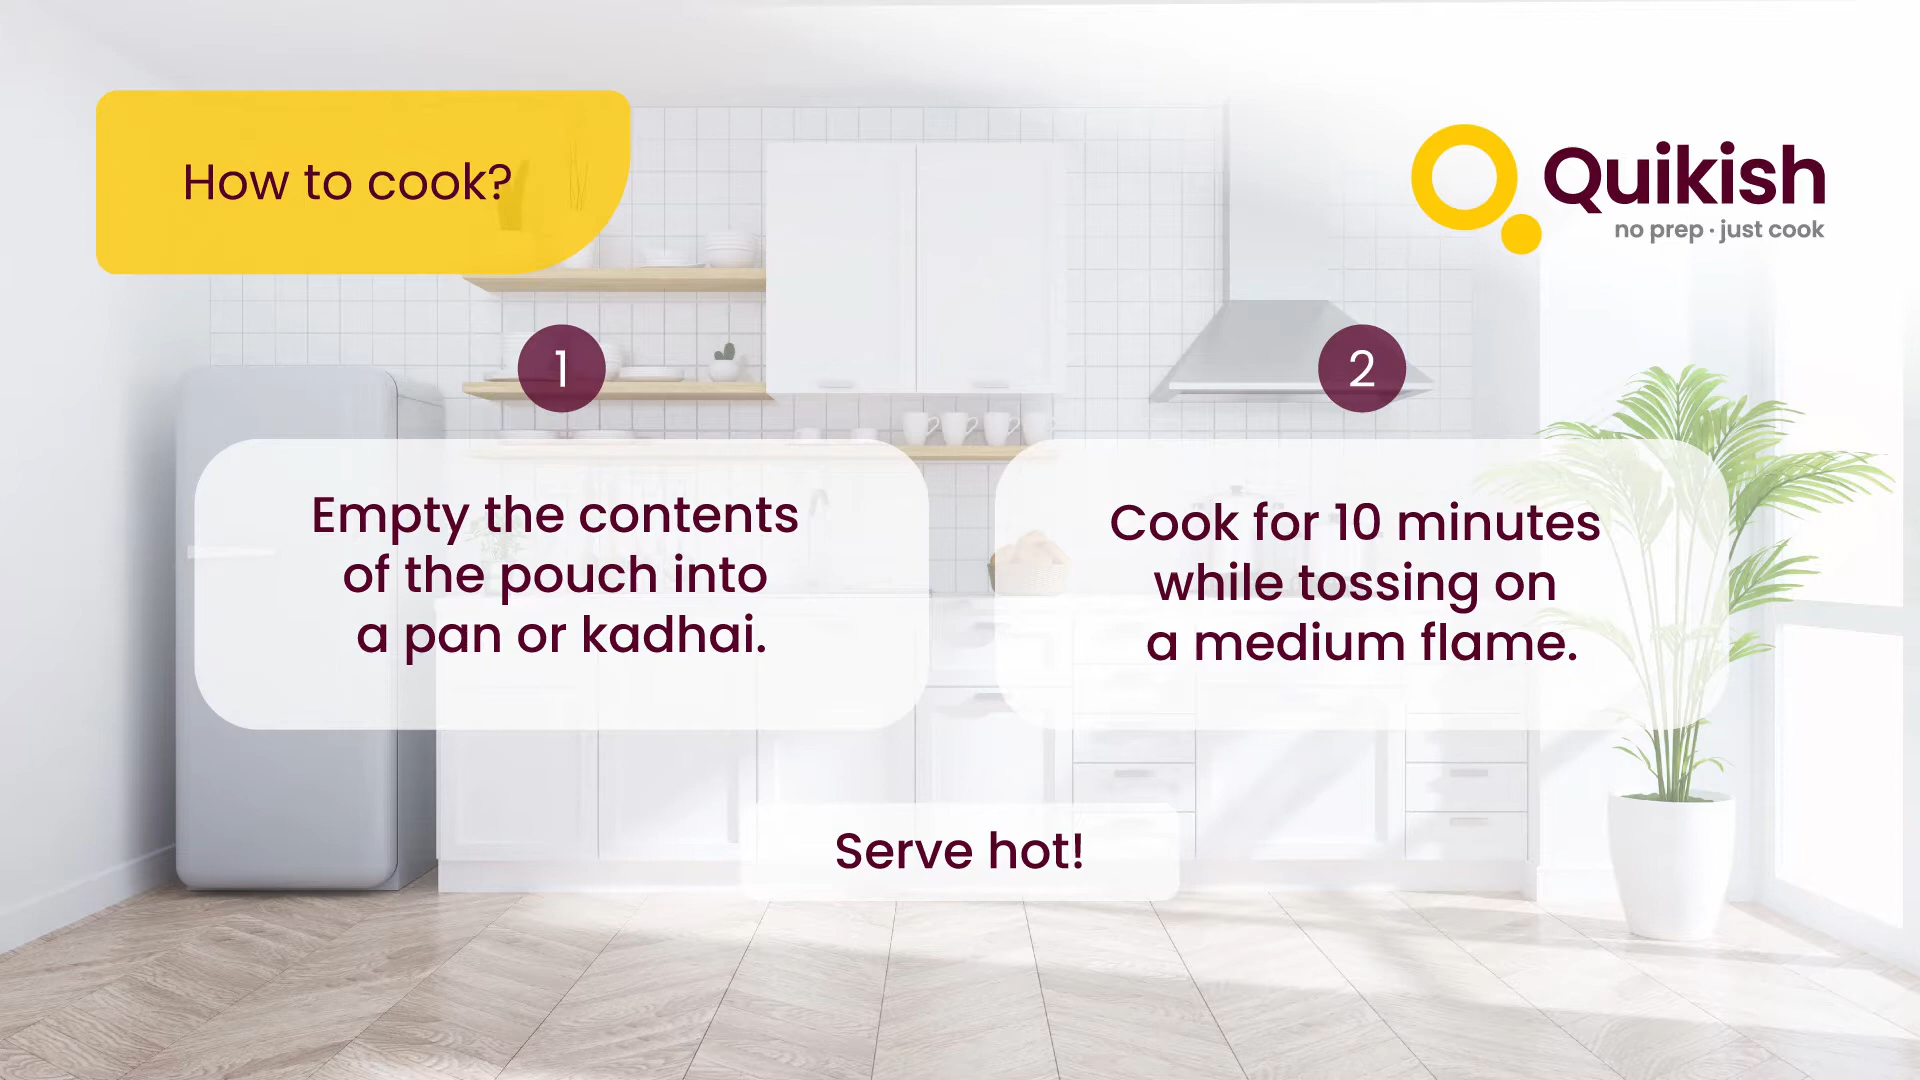 How to cook?
Quikish
no prep · just cook
1
Empty the contents
of the pouch into
a pan or kadhai.
2
Cook for 10 minutes
while tossing on
a medium flame.
Serve hot!